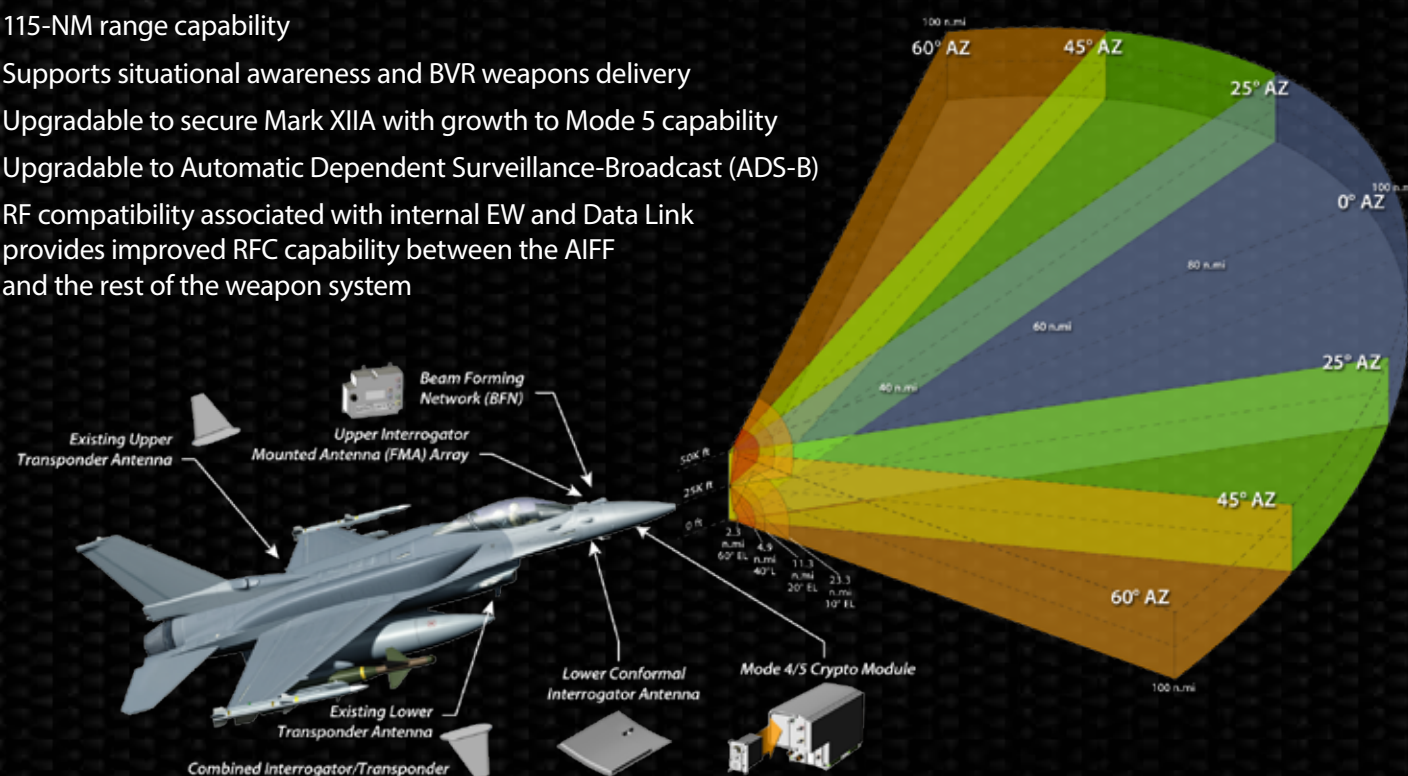 115-NM range capability
Supports situational awareness and BVR weapons delivery
Upgradable to secure Mark XIIA with growth to Mode 5 capability
Upgradable to Automatic Dependent Surveillance-Broadcast (ADS-B)
RF compatibility associated with internal EW and Data Link
provides improved RFC capability between the AIFF
and the rest of the weapon system
100 n.mi
60° AZ
45° AZ
25° AZ
100 n.m
0° AZ
80 n.mi
60 n.mi
40 n.mi
25° AZ
45° AZ
60° AZ
100 n.mi
50K ft
25K ft
0 ft
2.3
n.mi
60° EL
4.9
n.mi
40°L
11.3
n.mi
20° EL
23.3
n.mi
10° EL
Beam Forming
Network (BFN)
Upper Interrogator
Mounted Antenna (FMA) Array
Existing Upper
Transponder Antenna
Lower Conformal
Interrogator Antenna
Mode 4/5 Crypto Module
Existing Lower
Transponder Antenna
Combined Interrogator/Transponder